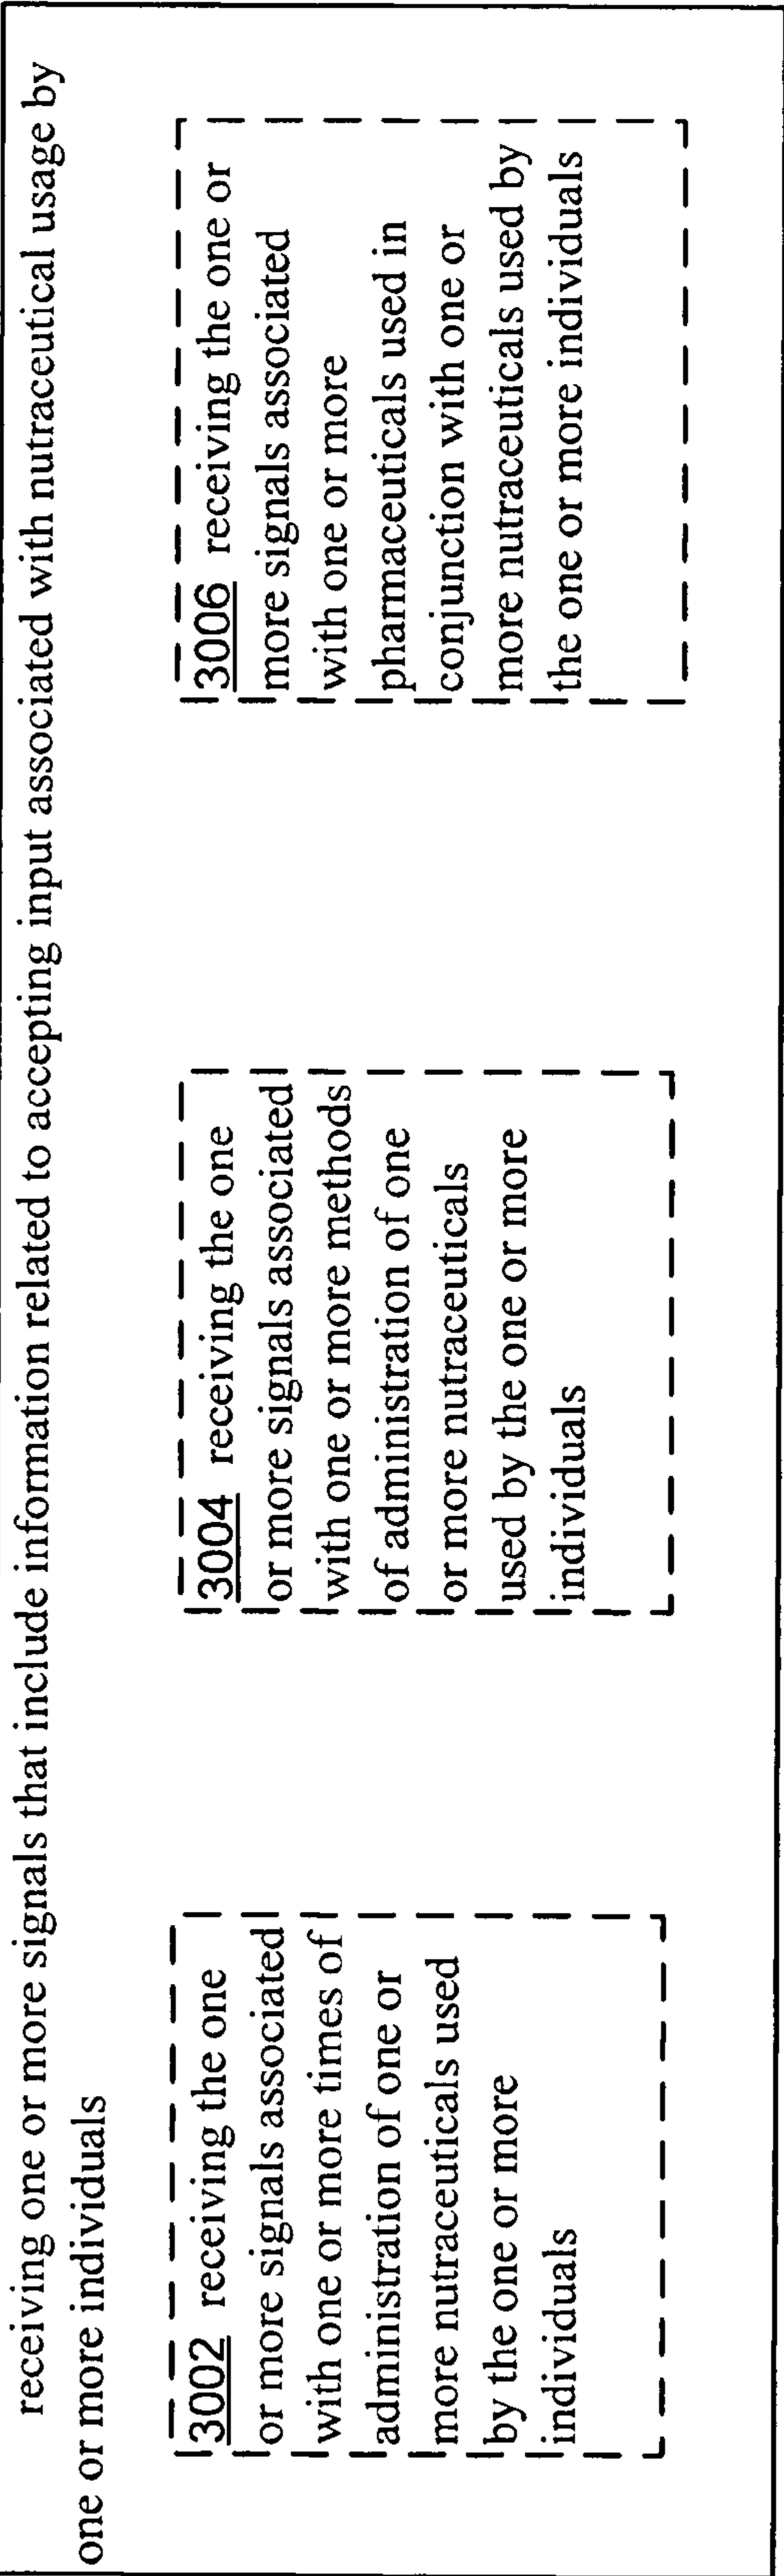 receiving one or more signals that include information related to accepting input associated with nutraceutical usage by
one or more individuals
3002 receiving the one
or more signals associated
with one or more times of
administration of one or
more nutraceuticals used
by the one or more
individuals
3004 receiving the one
or more signals associated
with one or more methods
of administration of one
or more nutraceuticals
used by the one or more
individuals
3006 receiving the one or
more signals associated
with one or more
pharmaceuticals used in
conjunction with one or
more nutraceuticals used by
the one or more individuals